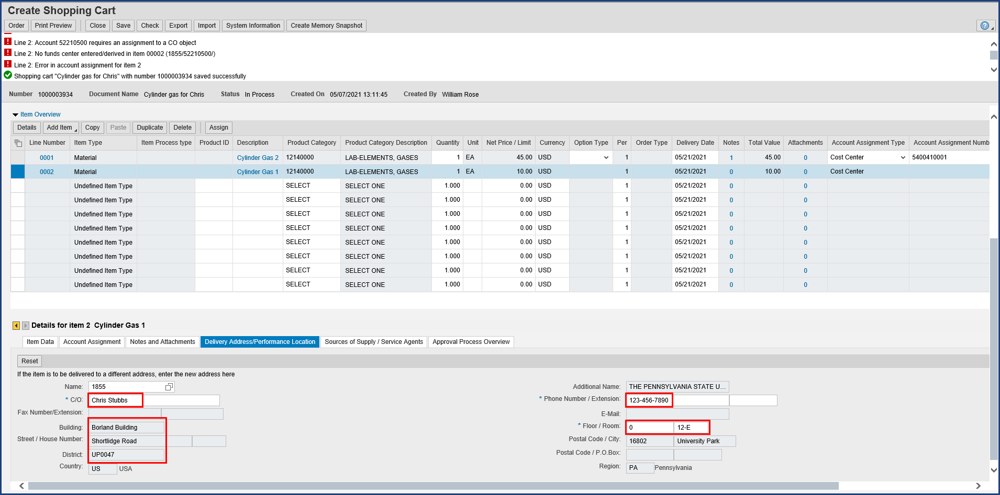 Create Shopping Cart
Order Print Preview Close Save Check Export Import System Information Create Memory Snapshot
Line 2: Account 52210500 requires an assignment to a CO object
Line 2: No funds center entered/derived in item 00002 (1855/52210500/)
Line 2: Error in account assignment for item 2
Shopping cart "Cylinder gas for Chris" with number 1000003934 saved successfully
Number 1000003934 Document Name Cylinder gas for Chris Status In Process Created On 05/07/2021 13:11:45 Created By William Rose
Item Overview
Details Add Item Copy Paste Duplicate Delete Assign
Line Number Item Type Item Process type Product ID Description Product Category Product Category Description Quantity Unit Net Price / Limit Currency Option Type Per Order Type Delivery Date Notes Total Value Attachments Account Assignment Type Account Assignment Numb
0001 Material Cylinder Gas 2 12140000 LAB-ELEMENTS, GASES 1 EA 45.00 USD 1 05/21/2021 1 45.00 0 Cost Center 5400410001
0002 Material Cylinder Gas 1 12140000 LAB-ELEMENTS, GASES 1 EA 10.00 USD 1 05/21/2021 0 10.00 0 Cost Center
Undefined Item Type SELECT SELECT ONE 1.000 0.00 USD 1 05/21/2021 0 0
Undefined Item Type SELECT SELECT ONE 1.000 0.00 USD 1 05/21/2021 0 0
Undefined Item Type SELECT SELECT ONE 1.000 0.00 USD 1 05/21/2021 0 0
Undefined Item Type SELECT SELECT ONE 1.000 0.00 USD 1 05/21/2021 0 0
Undefined Item Type SELECT SELECT ONE 1.000 0.00 USD 1 05/21/2021 0 0
Undefined Item Type SELECT SELECT ONE 1.000 0.00 USD 1 05/21/2021 0 0
Undefined Item Type SELECT SELECT ONE 1.000 0.00 USD 1 05/21/2021 0 0
Undefined Item Type SELECT SELECT ONE 1.000 0.00 USD 1 05/21/2021 0 0
Details for item 2 Cylinder Gas 1
Item Data Account Assignment Notes and Attachments Delivery Address/Performance Location Sources of Supply / Service Agents Approval Process Overview
Reset
If the item is to be delivered to a different address, enter the new address here
Name: 1855 Additional Name: THE PENNSYLVANIA STATE U...
* C/O: Chris Stubbs * Phone Number / Extension: 123-456-7890
Fax Number/Extension: E-Mail:
Building: Borland Building * Floor / Room: 0 12-E
Street / House Number: Shortlidge Road Postal Code / City: 16802 University Park
District: UP0047 Postal Code / P.O.Box:
Country: US USA Region: PA Pennsylvania